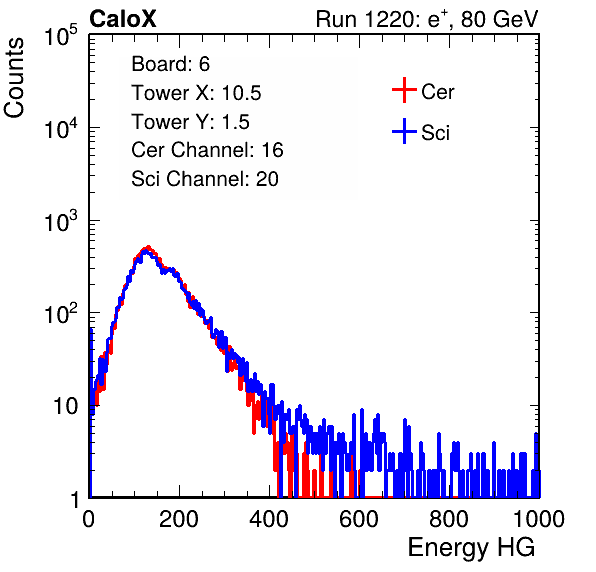 CaloX Run 1220: e⁺, 80 GeV
Board: 6
Tower X: 10.5
Tower Y: 1.5
Cer Channel: 16
Sci Channel: 20
Cer
Sci
Counts
10⁵
10⁴
10³
10²
10
1
0 200 400 600 800 1000
Energy HG